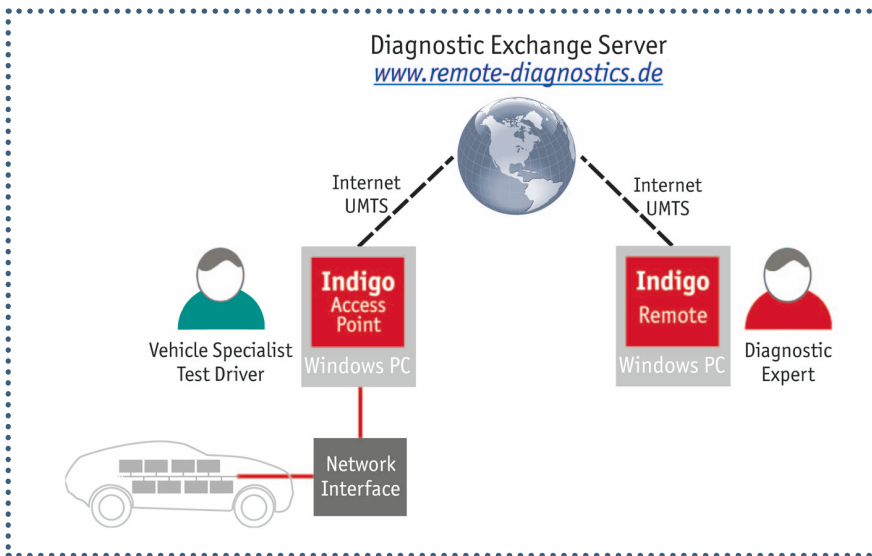 Diagnostic Exchange Server
www.remote-diagnostics.de
Internet
UMTS
Internet
UMTS
Indigo
Access
Point
Windows PC
Vehicle Specialist
Test Driver
Indigo
Remote
Windows PC
Diagnostic
Expert
Network
Interface